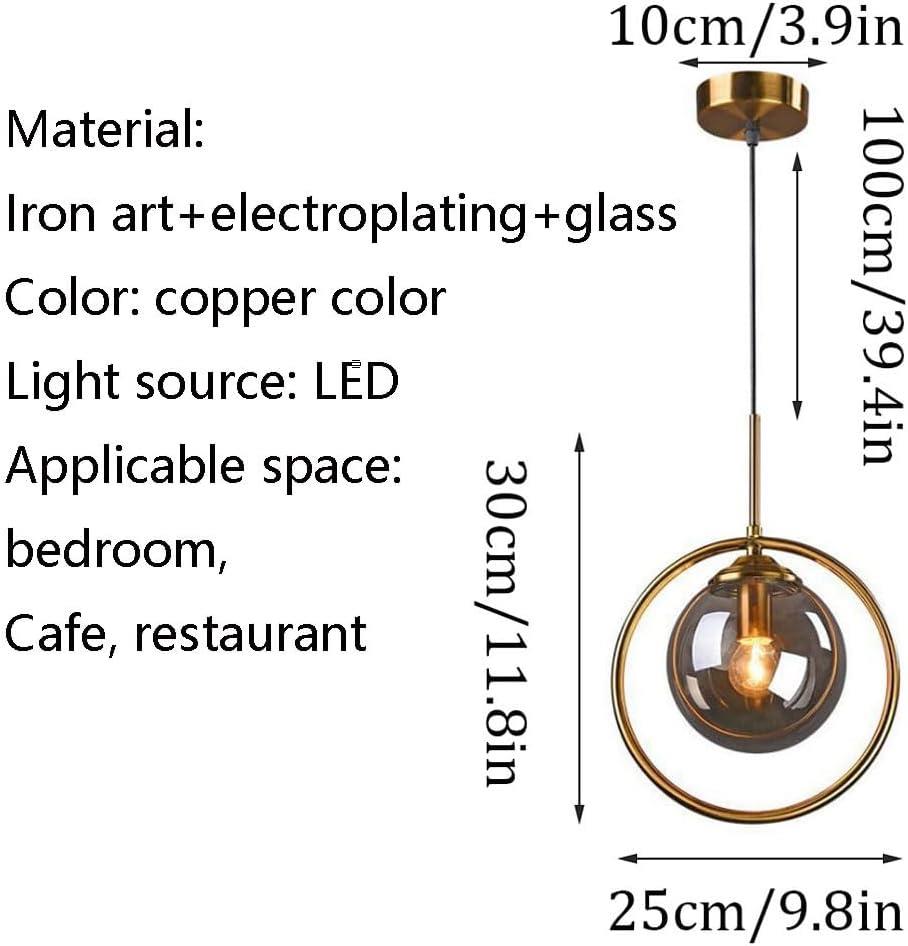 10cm/3.9in
Material:
Iron art+electroplating+glass
Color: copper color
Light source: LED
Applicable space:
bedroom,
Cafe, restaurant
100cm/39.4in
30cm/11.8in
25cm/9.8in